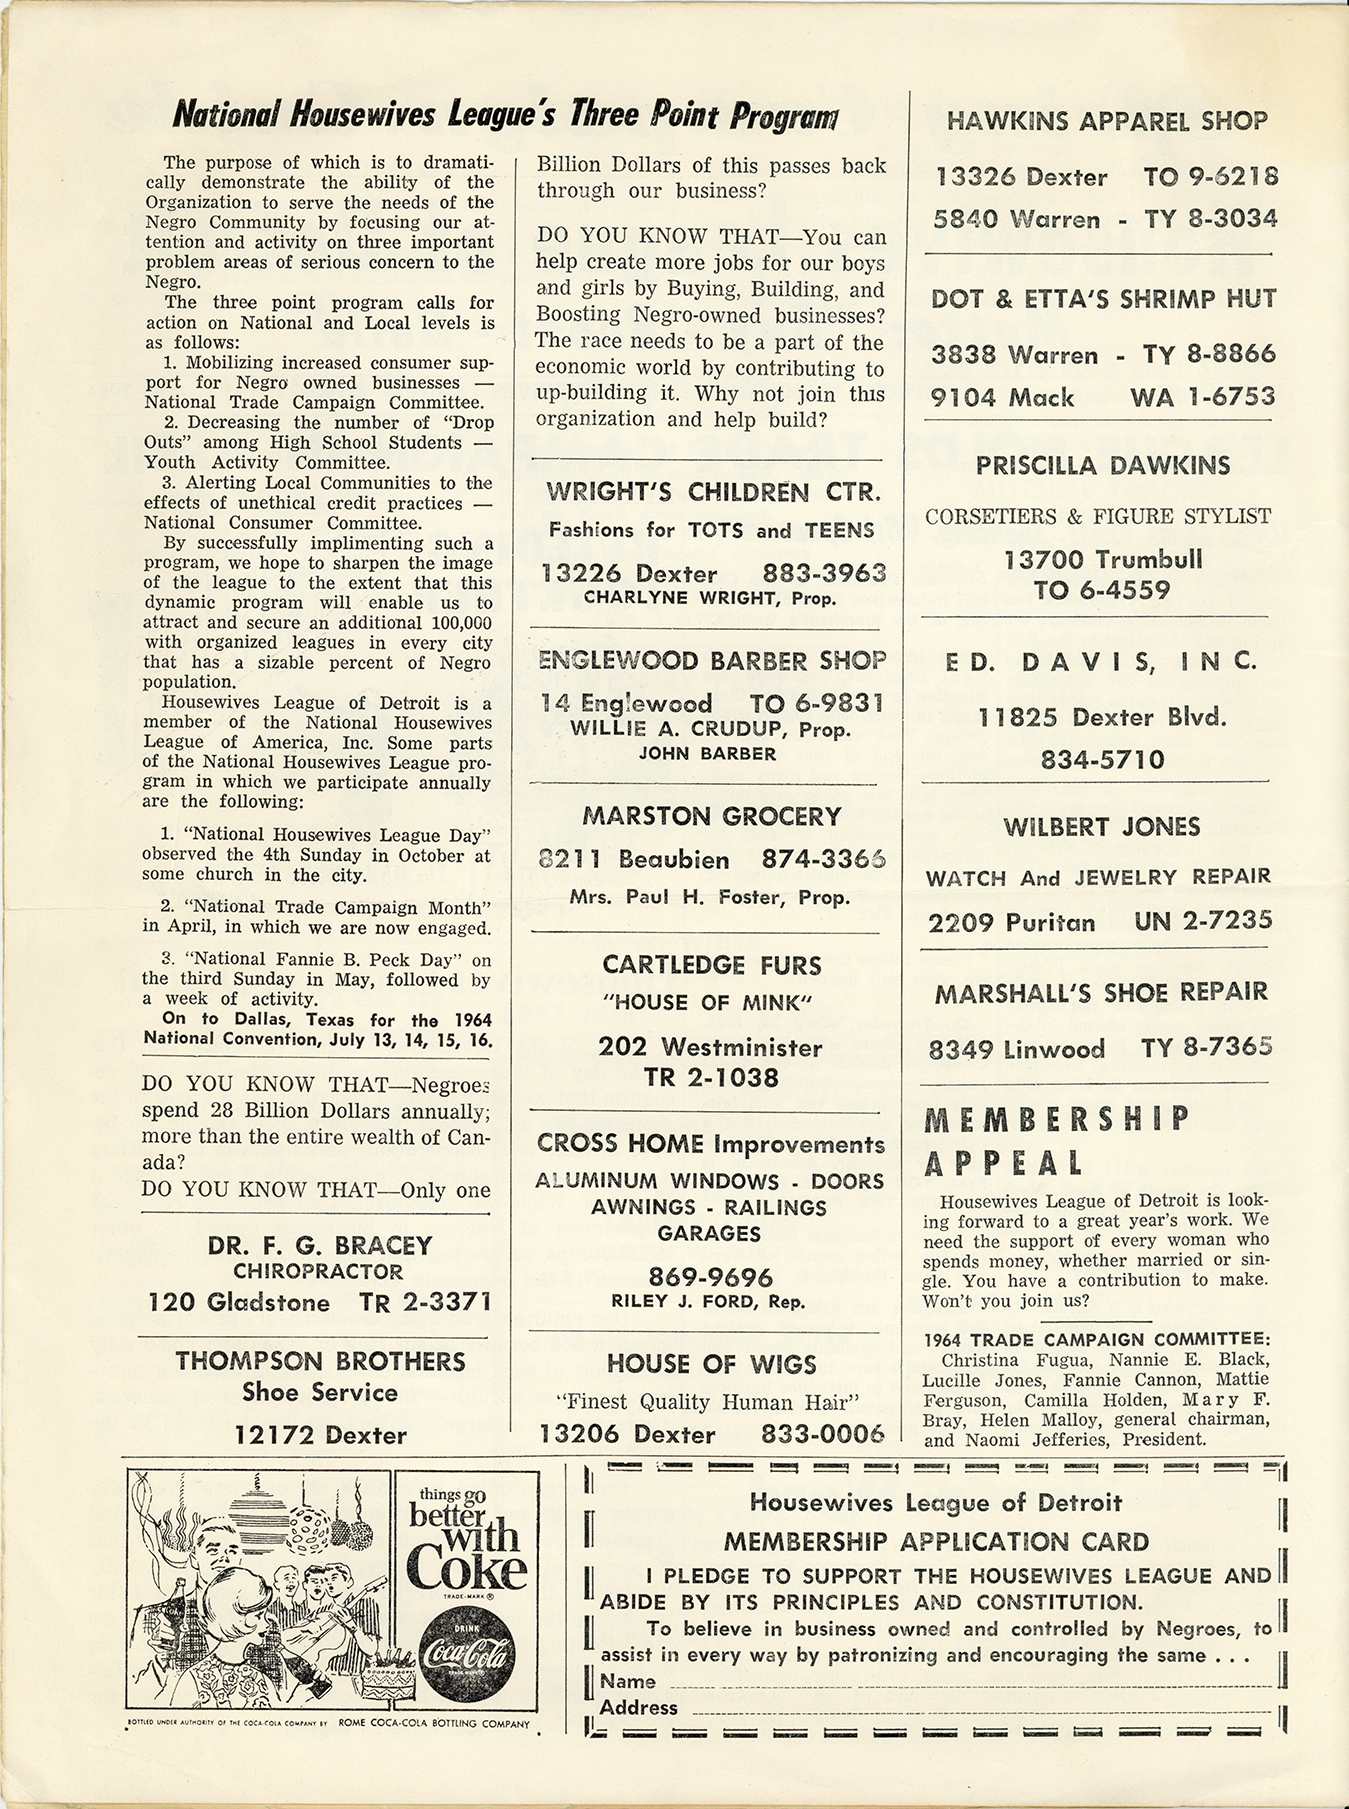 National Housewives League's Three Point Program
The purpose of which is to dramati-
cally demonstrate the ability of the
Organization to serve the needs of the
Negro Community by focusing our at-
tention and activity on three important
problem areas of serious concern to the
Negro.
The three point program calls for
action on National and Local levels is
as follows:
1. Mobilizing increased consumer sup-
port for Negro owned businesses —
National Trade Campaign Committee.
2. Decreasing the number of "Drop
Outs" among High School Students —
Youth Activity Committee.
3. Alerting Local Communities to the
effects of unethical credit practices —
National Consumer Committee.
By successfully implimenting such a
program, we hope to sharpen the image
of the league to the extent that this
dynamic program will enable us to
attract and secure an additional 100,000
with organized leagues in every city
that has a sizable percent of Negro
population.
Housewives League of Detroit is a
member of the National Housewives
League of America, Inc. Some parts
of the National Housewives League pro-
gram in which we participate annually
are the following:
1. "National Housewives League Day"
observed the 4th Sunday in October at
some church in the city.
2. "National Trade Campaign Month"
in April, in which we are now engaged.
3. "National Fannie B. Peck Day" on
the third Sunday in May, followed by
a week of activity.
On to Dallas, Texas for the 1964
National Convention, July 13, 14, 15, 16.
DO YOU KNOW THAT—Negroes
spend 28 Billion Dollars annually;
more than the entire wealth of Can-
ada?
DO YOU KNOW THAT—Only one
DR. F. G. BRACEY
CHIROPRACTOR
120 Gladstone TR 2-3371
THOMPSON BROTHERS
Shoe Service
12172 Dexter
Billion Dollars of this passes back
through our business?
DO YOU KNOW THAT—You can
help create more jobs for our boys
and girls by Buying, Building, and
Boosting Negro-owned businesses?
The race needs to be a part of the
economic world by contributing to
up-building it. Why not join this
organization and help build?
WRIGHT'S CHILDREN CTR.
Fashions for TOTS and TEENS
13226 Dexter 883-3963
CHARLYNE WRIGHT, Prop.
ENGLEWOOD BARBER SHOP
14 Englewood TO 6-9831
WILLIE A. CRUDUP, Prop.
JOHN BARBER
MARSTON GROCERY
8211 Beaubien 874-3366
Mrs. Paul H. Foster, Prop.
CARTLEDGE FURS
"HOUSE OF MINK"
202 Westminister
TR 2-1038
CROSS HOME Improvements
ALUMINUM WINDOWS - DOORS
AWNINGS - RAILINGS
GARAGES
869-9696
RILEY J. FORD, Rep.
HOUSE OF WIGS
"Finest Quality Human Hair"
13206 Dexter 833-0006
HAWKINS APPAREL SHOP
13326 Dexter TO 9-6218
5840 Warren - TY 8-3034
DOT & ETTA'S SHRIMP HUT
3838 Warren - TY 8-8866
9104 Mack WA 1-6753
PRISCILLA DAWKINS
CORSETIERS & FIGURE STYLIST
13700 Trumbull
TO 6-4559
ED. DAVIS, INC.
11825 Dexter Blvd.
834-5710
WILBERT JONES
WATCH And JEWELRY REPAIR
2209 Puritan UN 2-7235
MARSHALL'S SHOE REPAIR
8349 Linwood TY 8-7365
MEMBERSHIP
APPEAL
Housewives League of Detroit is look-
ing forward to a great year's work. We
need the support of every woman who
spends money, whether married or sin-
gle. You have a contribution to make.
Won't you join us?
1964 TRADE CAMPAIGN COMMITTEE:
Christina Fugua, Nannie E. Black,
Lucille Jones, Fannie Cannon, Mattie
Ferguson, Camilla Holden, Mary F.
Bray, Helen Malloy, general chairman,
and Naomi Jefferies, President.
things go
better
with
Coke
TRADE-MARK ®
DRINK
Coca-Cola
TRADE-MARK ®
BOTTLED UNDER AUTHORITY OF THE COCA-COLA COMPANY BY ROME COCA-COLA BOTTLING COMPANY
Housewives League of Detroit
MEMBERSHIP APPLICATION CARD
I PLEDGE TO SUPPORT THE HOUSEWIVES LEAGUE AND
ABIDE BY ITS PRINCIPLES AND CONSTITUTION.
To believe in business owned and controlled by Negroes, to
assist in every way by patronizing and encouraging the same . . .
Name
Address